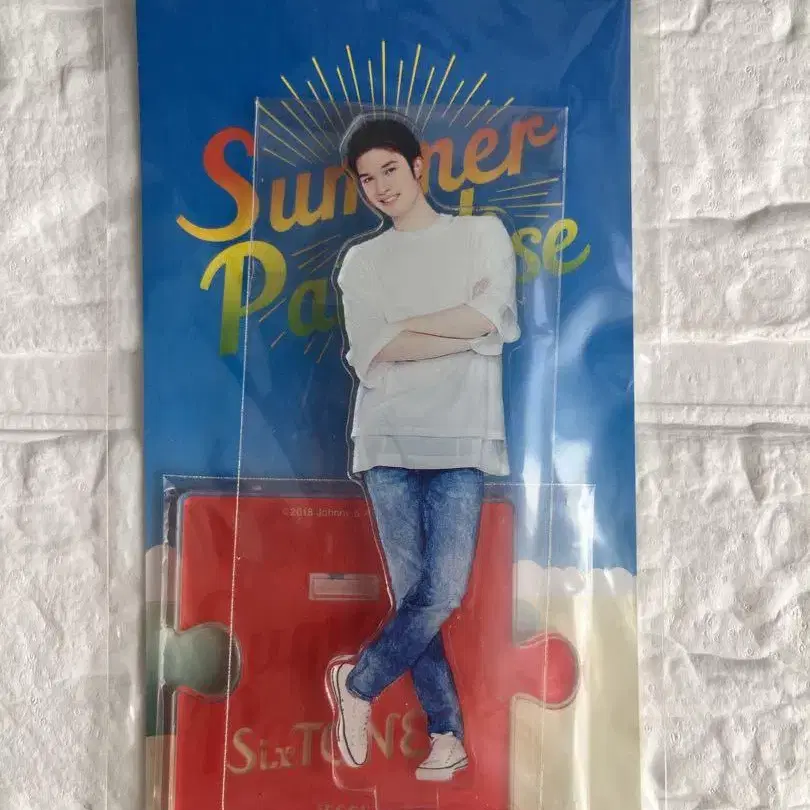 Summer
Paradise
©2018 Johnny &
SixTONES